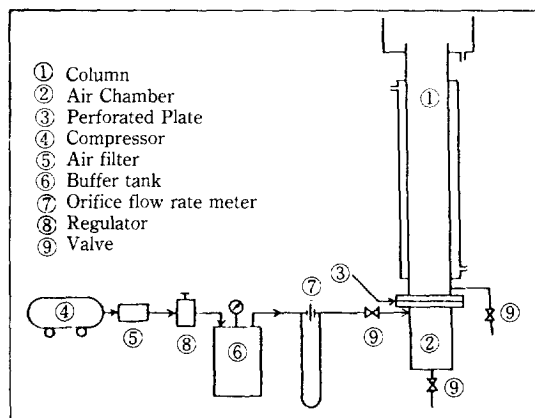 ① Column
② Air Chamber
③ Perforated Plate
④ Compressor
⑤ Air filter
⑥ Buffer tank
⑦ Orifice flow rate meter
⑧ Regulator
⑨ Valve
①
③
⑦
④
⑤
⑧
⑥
⑨
②
⑨
⑨